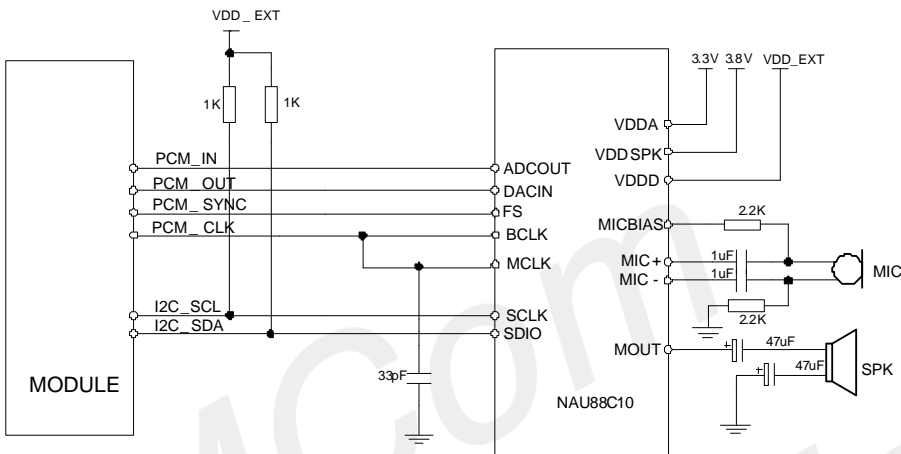 VDD_EXT
1K
1K
3.3V 3.8V VDD_EXT
VDDA
VDDSPK
VDDD
PCM_IN
PCM_OUT
PCM_SYNC
PCM_CLK
ADCOUT
DACIN
FS
BCLK
MCLK
MICBIAS
2.2K
MIC+
1uF
MIC-
1uF
MIC
2.2K
I2C_SCL
I2C_SDA
SCLK
SDIO
MOUT
47uF
47uF
SPK
33pF
MODULE
NAU88C10